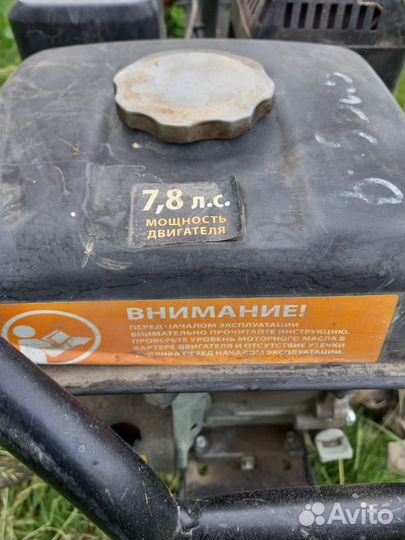 7,8 л.с.
МОЩНОСТЬ
ДВИГАТЕЛЯ
ВНИМАНИЕ!
ПЕРЕД НАЧАЛОМ ЭКСПЛУАТАЦИИ
ВНИМАТЕЛЬНО ПРОЧИТАЙТЕ ИНСТРУКЦИЮ.
ПРОВЕРЬТЕ УРОВЕНЬ МОТОРНОГО МАСЛА В
КАРТЕРЕ ДВИГАТЕЛЯ И ОТСУТСТВИЕ УТЕЧКИ
ТОПЛИВА ПЕРЕД НАЧАЛОМ ЭКСПЛУАТАЦИИ.
Avito